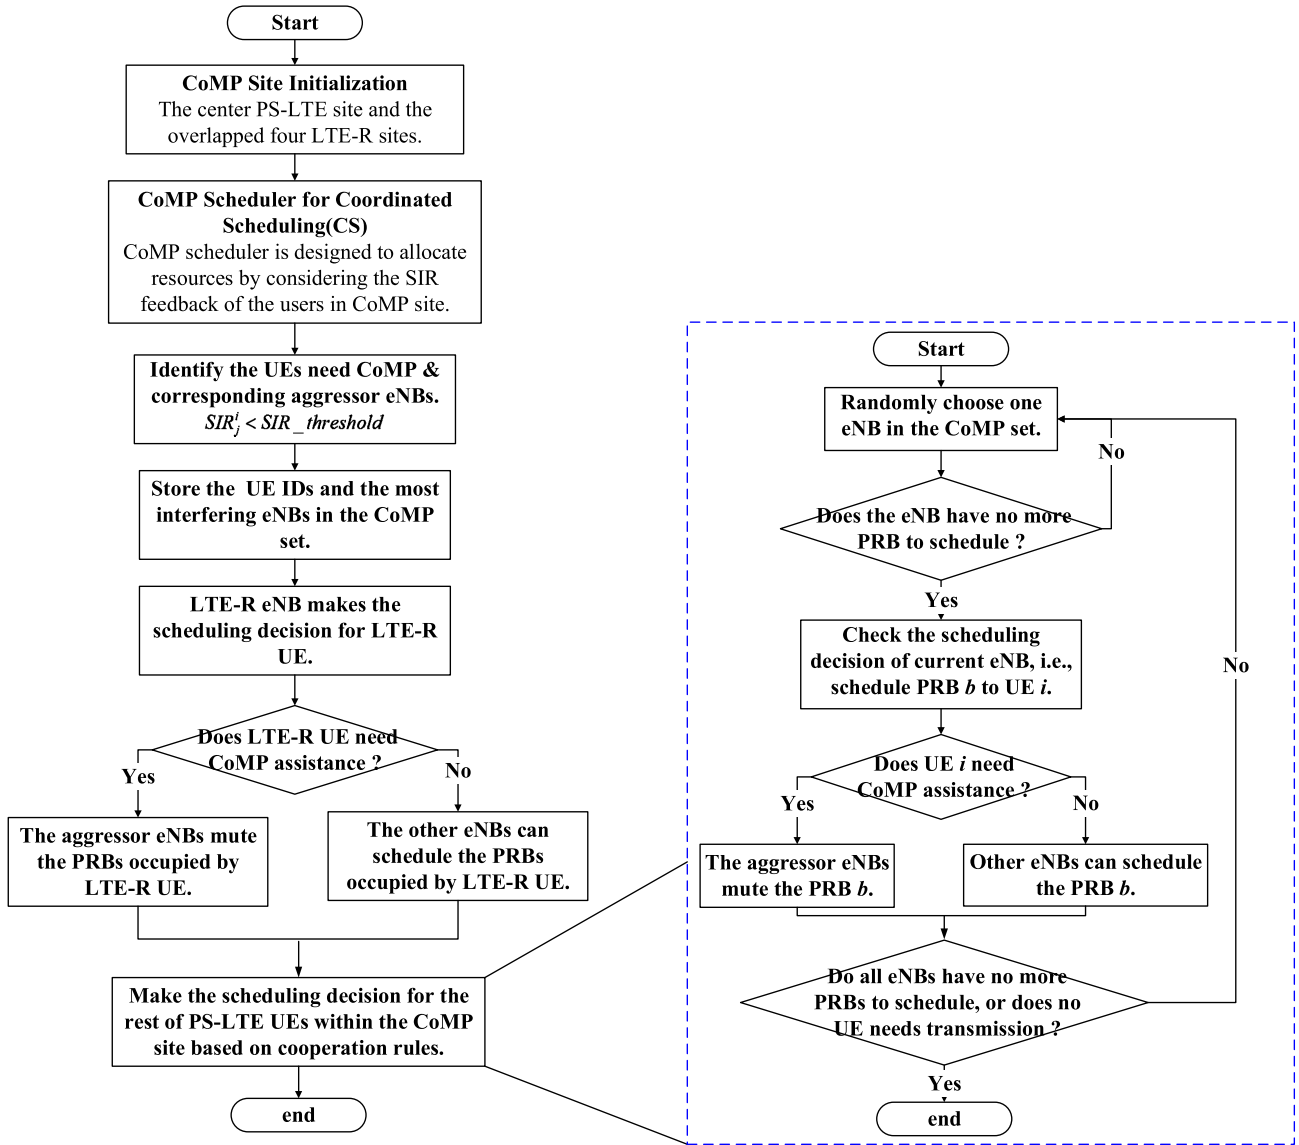 Start
CoMP Site Initialization
The center PS-LTE site and the
overlapped four LTE-R sites.
CoMP Scheduler for Coordinated
Scheduling(CS)
CoMP scheduler is designed to allocate
resources by considering the SIR
feedback of the users in CoMP site.
Identify the UEs need CoMP &
corresponding aggressor eNBs.
SIR_j^i < SIR _ threshold
Store the UE IDs and the most
interfering eNBs in the CoMP
set.
LTE-R eNB makes the
scheduling decision for LTE-R
UE.
Does LTE-R UE need
CoMP assistance ?
Yes
No
The aggressor eNBs mute
the PRBs occupied by
LTE-R UE.
The other eNBs can
schedule the PRBs
occupied by LTE-R UE.
Make the scheduling decision for the
rest of PS-LTE UEs within the CoMP
site based on cooperation rules.
end
Start
Randomly choose one
eNB in the CoMP set.
No
Does the eNB have no more
PRB to schedule ?
Yes
Check the scheduling
decision of current eNB, i.e.,
schedule PRB b to UE i.
No
Does UE i need
CoMP assistance ?
Yes
No
The aggressor eNBs
mute the PRB b.
Other eNBs can schedule
the PRB b.
Do all eNBs have no more
PRBs to schedule, or does no
UE needs transmission ?
Yes
end